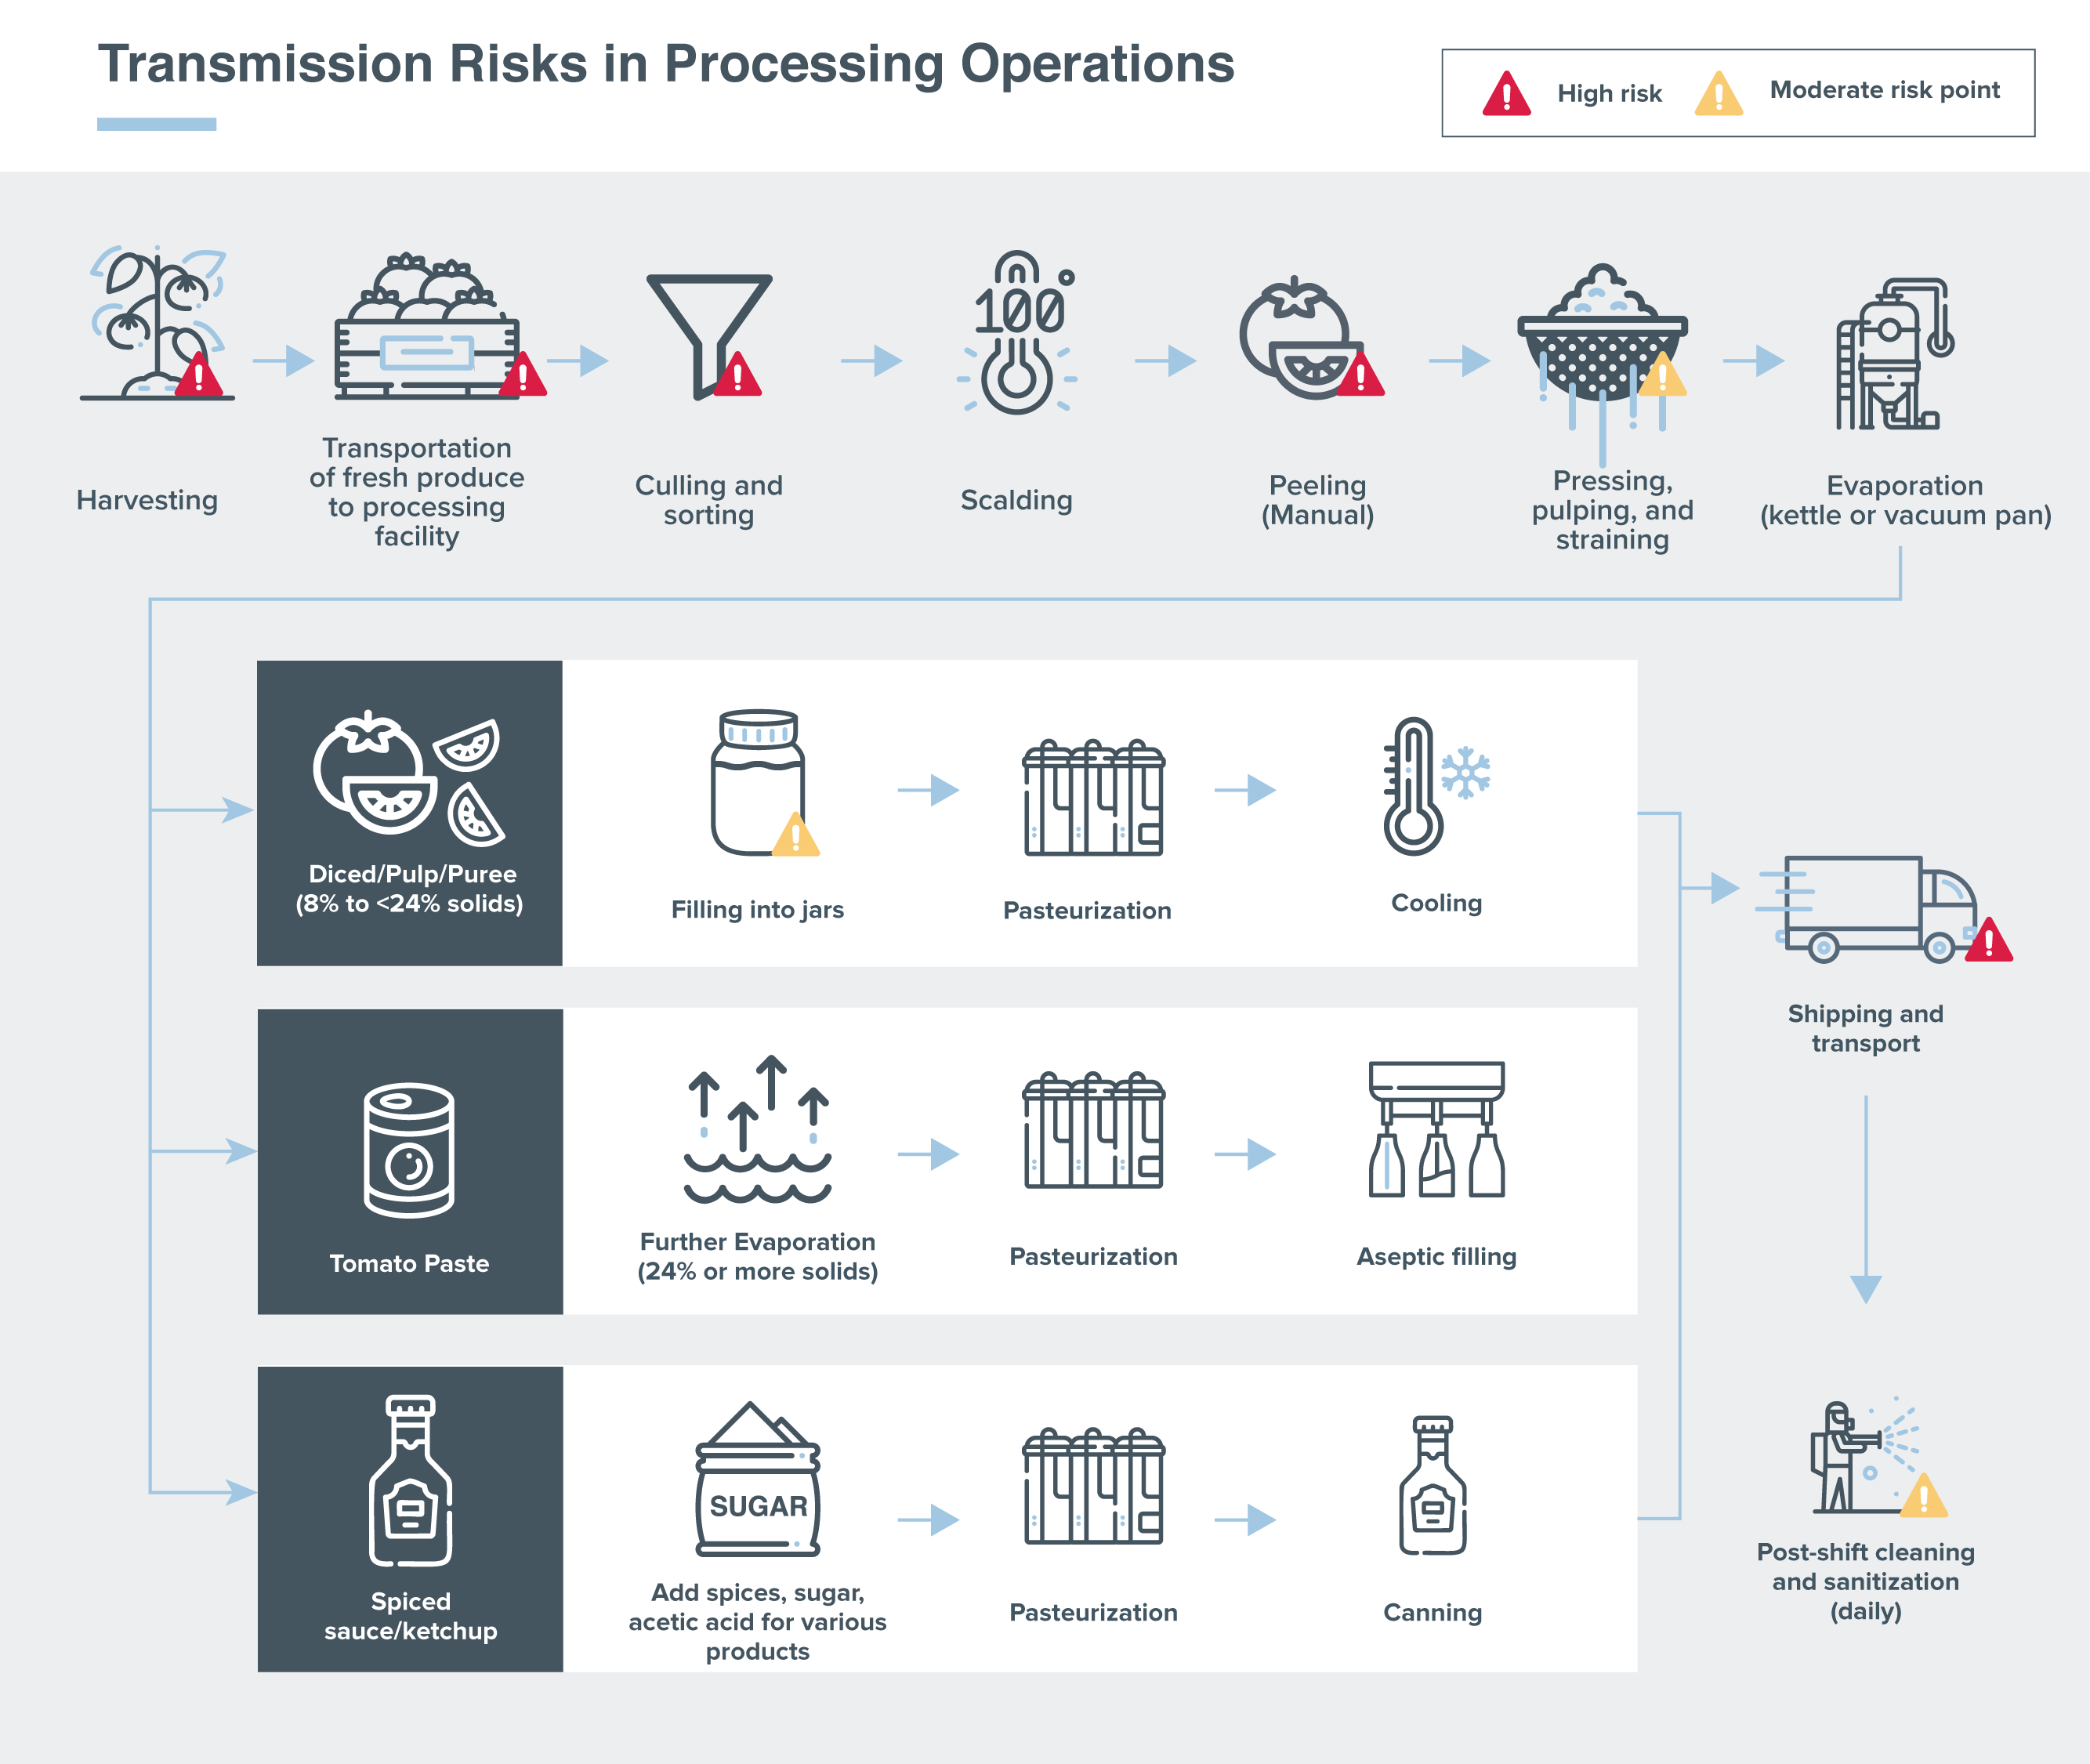 Transmission Risks in Processing Operations
High risk
Moderate risk point
100°
Harvesting
Transportation
of fresh produce
to processing
facility
Culling and
sorting
Scalding
Peeling
(Manual)
Pressing,
pulping, and
straining
Evaporation
(kettle or vacuum pan)
Diced/Pulp/Puree
(8% to <24% solids)
Filling into jars
Pasteurization
Cooling
Shipping and
transport
Tomato Paste
Further Evaporation
(24% or more solids)
Pasteurization
Aseptic filling
SUGAR
Spiced
sauce/ketchup
Add spices, sugar,
acetic acid for various
products
Pasteurization
Canning
Post-shift cleaning
and sanitization
(daily)